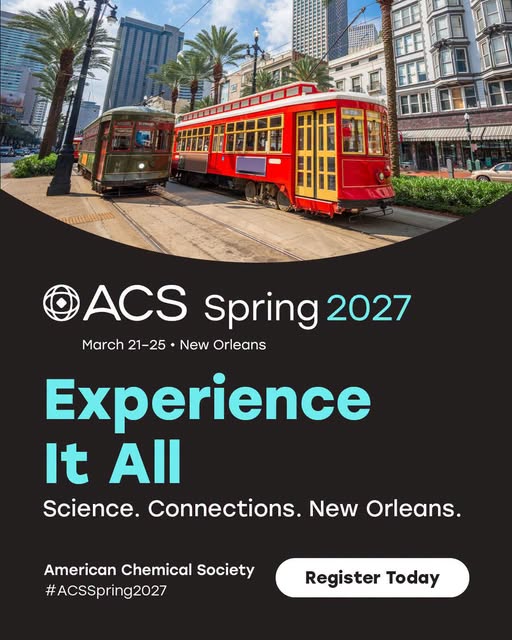 ACS Spring 2027
March 21–25 • New Orleans
Experience
It All
Science. Connections. New Orleans.
American Chemical Society
#ACSSpring2027
Register Today